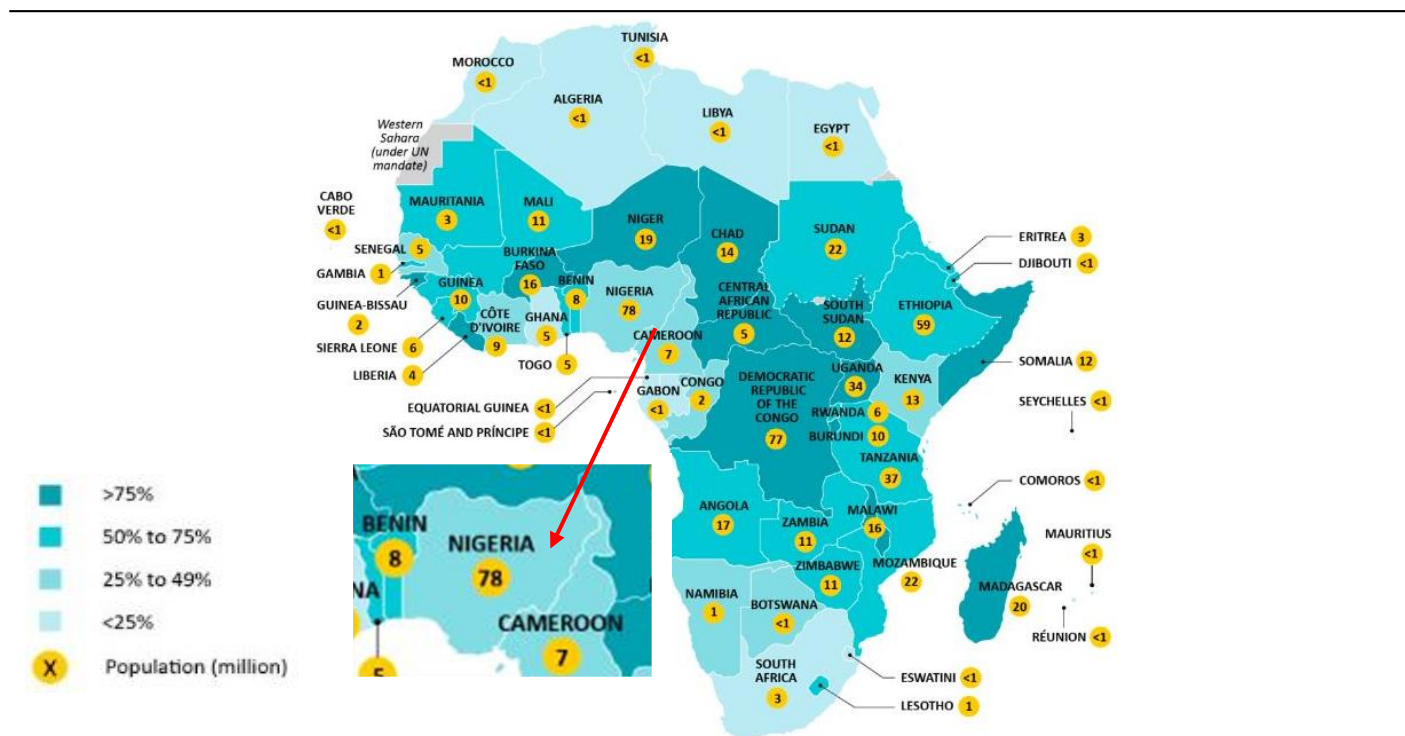 TUNISIA
<1
MOROCCO
<1
ALGERIA
<1
LIBYA
<1
EGYPT
<1
Western
Sahara
(under UN
mandate)
CABO
VERDE
<1
MAURITANIA
3
MALI
11
NIGER
19
CHAD
14
SUDAN
22
ERITREA 3
DJIBOUTI <1
SENEGAL 5
GAMBIA 1
GUINEA-BISSAU
2
GUINEA
10
BURKINA
FASO
16
BENIN
8
NIGERIA
78
CENTRAL
AFRICAN
REPUBLIC
5
SOUTH
SUDAN
12
ETHIOPIA
59
SIERRA LEONE 6
LIBERIA 4
CÔTE
D'IVOIRE
9
GHANA
5
TOGO 5
CAMEROON
7
SOMALIA 12
EQUATORIAL GUINEA <1
SÃO TOMÉ AND PRÍNCIPE <1
GABON
<1
CONGO
2
DEMOCRATIC
REPUBLIC
OF THE
CONGO
77
UGANDA
34
KENYA
13
RWANDA 6
BURUNDI 10
TANZANIA
37
SEYCHELLES <1
COMOROS <1
MAURITIUS
<1
ANGOLA
17
ZAMBIA
11
MALAWI
16
ZIMBABWE
11
MOZAMBIQUE
22
MADAGASCAR
20
RÉUNION <1
NAMIBIA
1
BOTSWANA
<1
SOUTH
AFRICA
3
ESWATINI <1
LESOTHO 1
>75%
50% to 75%
25% to 49%
<25%
X Population (million)
BENIN
8
NIGERIA
78
NA
CAMEROON
7
5